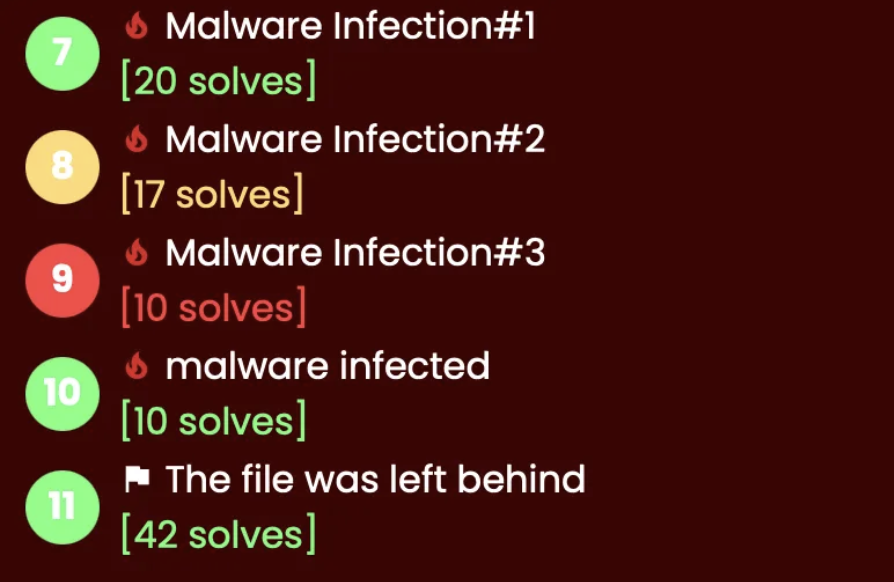 7
Malware Infection#1
[20 solves]
8
Malware Infection#2
[17 solves]
9
Malware Infection#3
[10 solves]
10
malware infected
[10 solves]
11
The file was left behind
[42 solves]